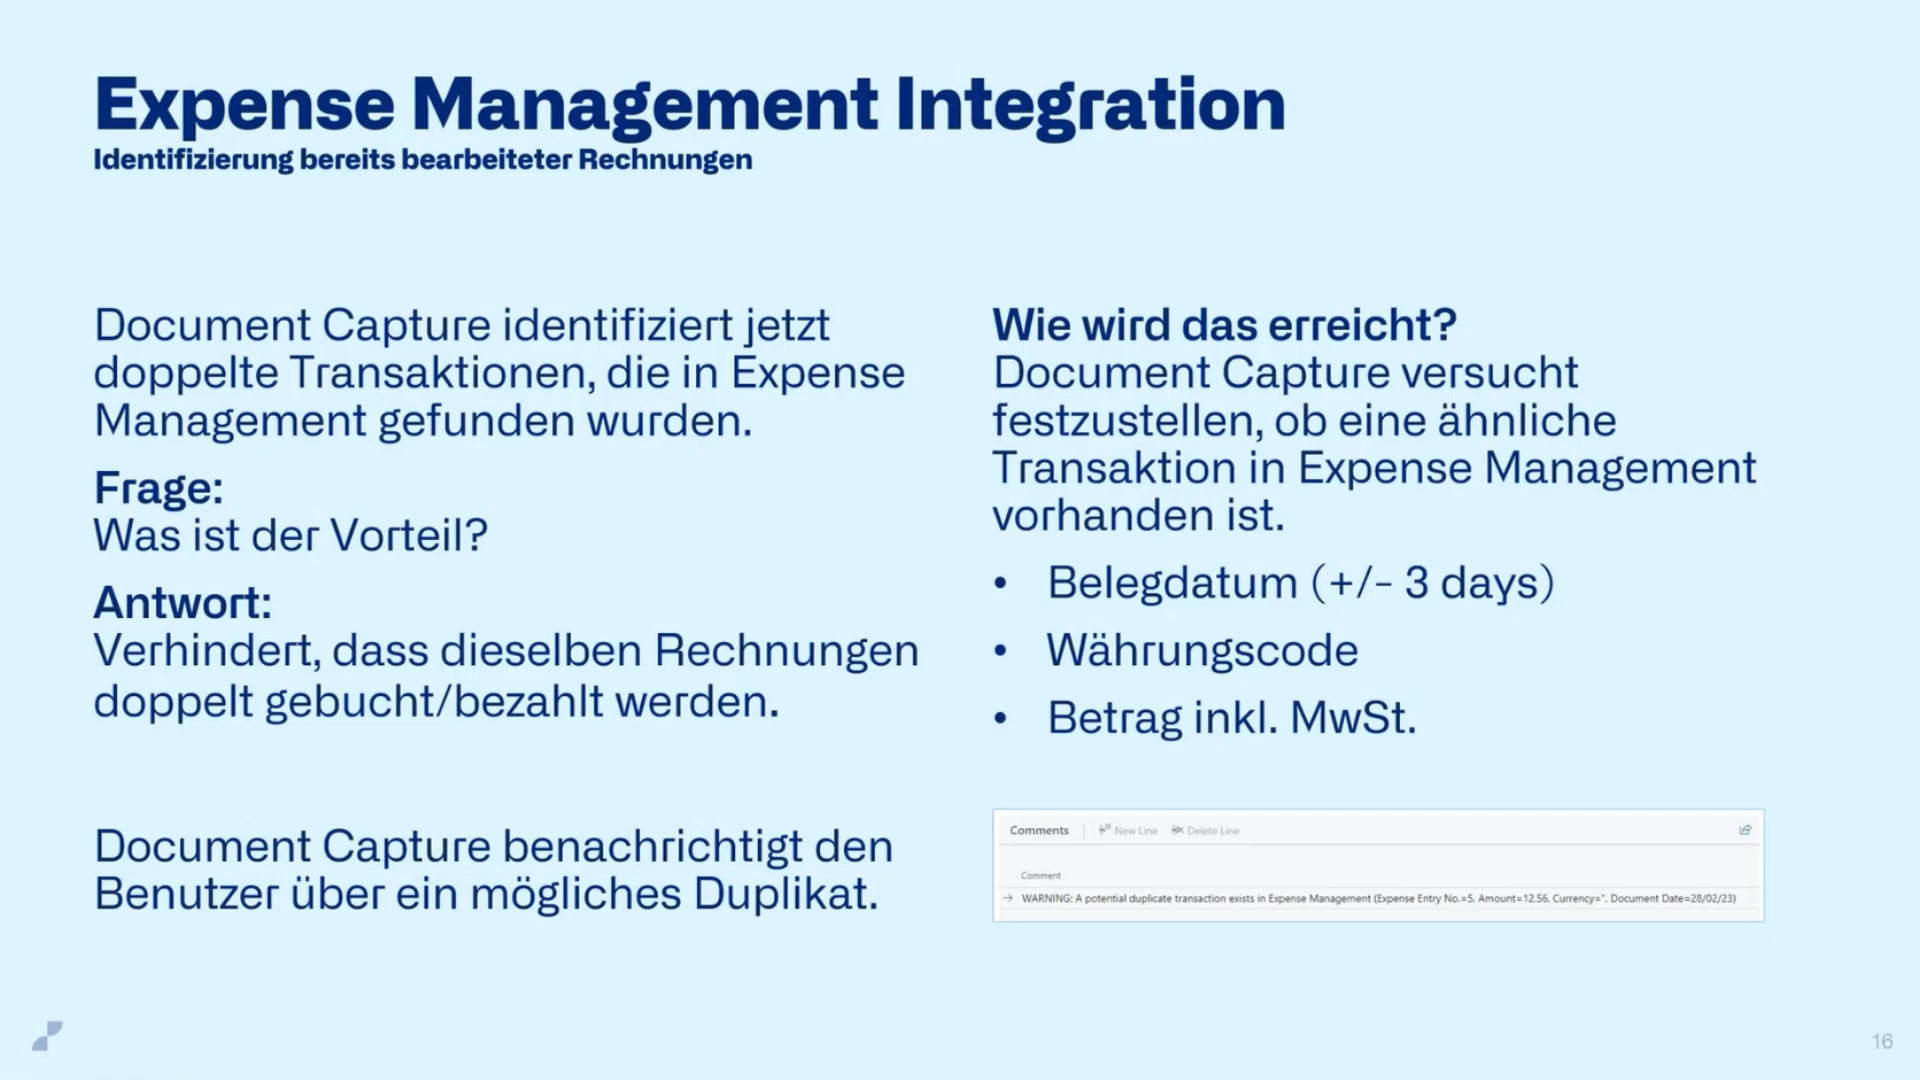 Expense Management Integration
Identifizierung bereits bearbeiteter Rechnungen
Document Capture identifiziert jetzt
doppelte Transaktionen, die in Expense
Management gefunden wurden.
Frage:
Was ist der Vorteil?
Antwort:
Verhindert, dass dieselben Rechnungen
doppelt gebucht/bezahlt werden.
Document Capture benachrichtigt den
Benutzer über ein mögliches Duplikat.
Wie wird das erreicht?
Document Capture versucht
festzustellen, ob eine ähnliche
Transaktion in Expense Management
vorhanden ist.
• Belegdatum (+/- 3 days)
• Währungscode
• Betrag inkl. MwSt.
Comments New Line Delete Line
Comment
WARNING: A potential duplicate transaction exists in Expense Management (Expense Entry No.=5, Amount=12.56, Currency='', Document Date=28/02/23)
16